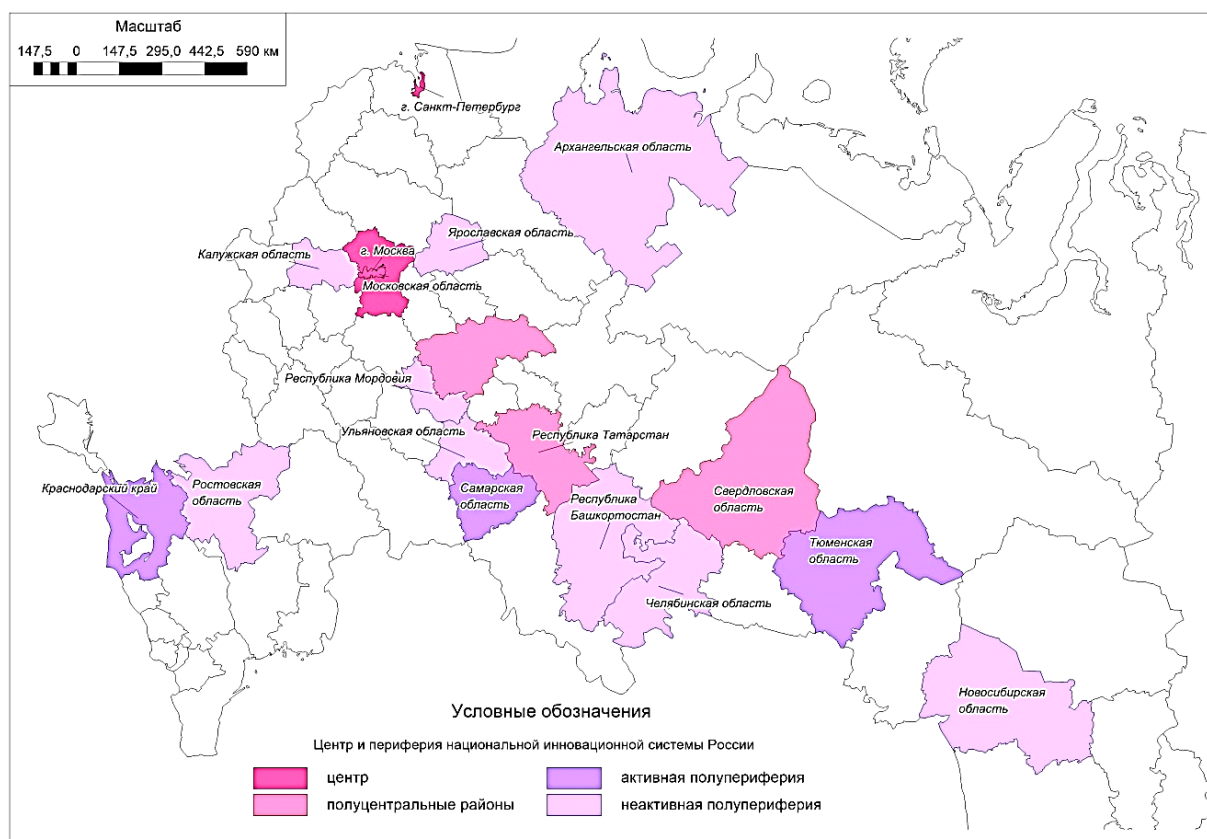 Масштаб
147,5 0 147,5 295,0 442,5 590 км
г. Санкт-Петербург
Архангельская область
Ярославская область
Калужская область
г. Москва
Московская область
Республика Мордовия
Ульяновская область
Республика Татарстан
Краснодарский край
Ростовская
область
Самарская
область
Республика
Башкортостан
Свердловская
область
Тюменская
область
Челябинская область
Новосибирская
область
Условные обозначения
Центр и периферия национальной инновационной системы России
центр
активная полупериферия
полуцентральные районы
неактивная полупериферия